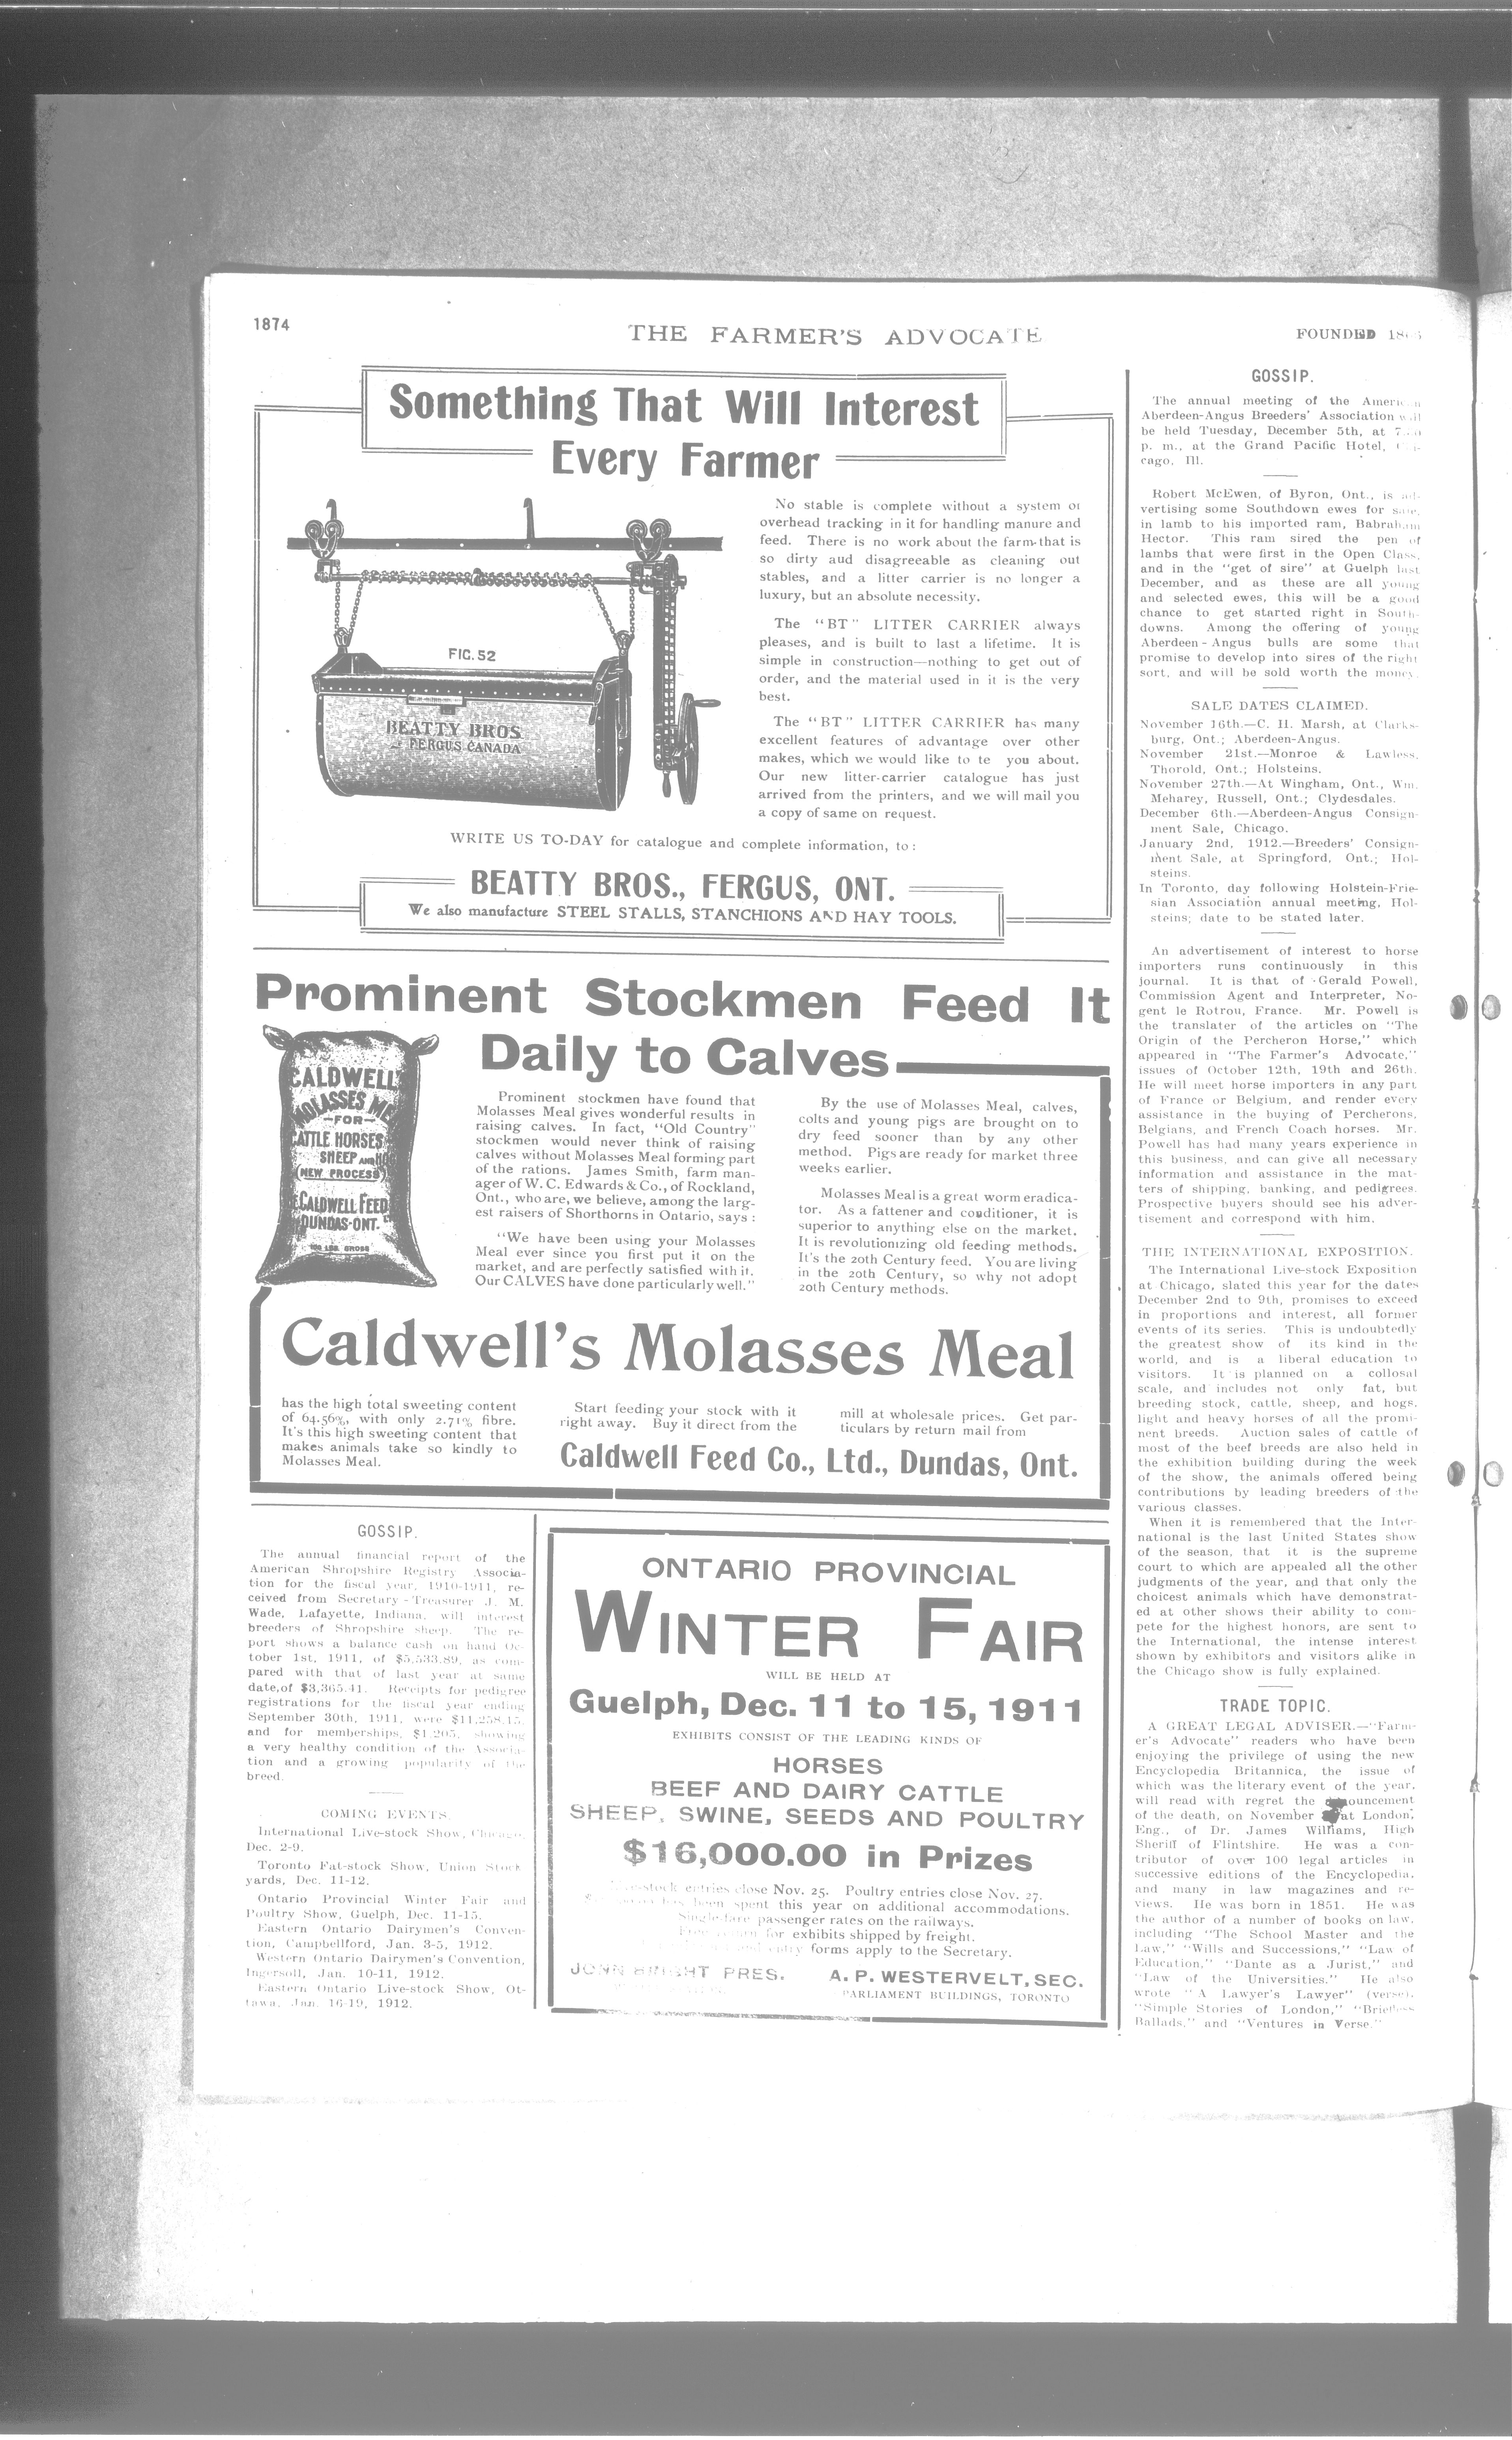 1874
THE FARMER'S ADVOCATE
FOUNDED
Something That Will Interest
Every Farmer
FIG. 52
BEATTY BROS
FERGUS CANADA
No stable is complete without a system of
overhead tracking in it for handling manure and
feed. There is no work about the farm that is
so dirty aud disagreeable as cleaning out
stables, and a litter carrier is no longer a
luxury, but an absolute necessity.
The "BT" LITTER CARRIER always
pleases, and is built to last a lifetime. It is
simple in construction—nothing to get out of
order, and the material used in it is the very
best.
The "BT" LITTER CARRIER has many
excellent features of advantage over other
makes, which we would like to te you about.
Our new litter-carrier catalogue has just
arrived from the printers, and we will mail you
a copy of same on request.
WRITE US TO-DAY for catalogue and complete information, to:
BEATTY BROS., FERGUS, ONT.
We also manufacture STEEL STALLS, STANCHIONS AND HAY TOOLS.
Prominent Stockmen Feed It
Daily to Calves
CALDWELL'
MOLASSES ME
—FOR—
CATTLE HORSES
SHEEP AND HO
(NEW PROCESS)
CALDWELL FEED
DUNDAS-ONT.
100 LBS. GROSS
Prominent stockmen have found that
Molasses Meal gives wonderful results in
raising calves. In fact, "Old Country"
stockmen would never think of raising
calves without Molasses Meal forming part
of the rations. James Smith, farm man-
ager of W. C. Edwards & Co., of Rockland,
Ont., who are, we believe, among the larg-
est raisers of Shorthorns in Ontario, says:
"We have been using your Molasses
Meal ever since you first put it on the
market, and are perfectly satisfied with it.
Our CALVES have done particularly well."
By the use of Molasses Meal, calves,
colts and young pigs are brought on to
dry feed sooner than by any other
method. Pigs are ready for market three
weeks earlier.
Molasses Meal is a great worm eradica-
tor. As a fattener and conditioner, it is
superior to anything else on the market.
It is revolutionizing old feeding methods.
It's the 20th Century feed. You are living
in the 20th Century, so why not adopt
20th Century methods.
Caldwell's Molasses Meal
has the high total sweeting content
of 64.56%, with only 2.71% fibre.
It's this high sweeting content that
makes animals take so kindly to
Molasses Meal.
Start feeding your stock with it
right away. Buy it direct from the
mill at wholesale prices. Get par-
ticulars by return mail from
Caldwell Feed Co., Ltd., Dundas, Ont.
GOSSIP.
The annual financial report of the
American Shropshire Registry Associa-
tion for the fiscal year, 1910-1911, re-
ceived from Secretary-Treasurer J. M.
Wade, Lafayette, Indiana, will interest
breeders of Shropshire sheep. The re-
port shows a balance cash on hand Oc-
tober 1st, 1911, of $5,533.89, as com-
pared with that of last year at same
date, of $3,365.41. Receipts for pedigree
registrations for the fiscal year ending
September 30th, 1911, were $11,258.15,
and for memberships, $1,205, showing
a very healthy condition of the Associa-
tion and a growing popularity of the
breed.
COMING EVENTS.
International Live-stock Show, Chicago,
Dec. 2-9.
Toronto Fat-stock Show, Union Stock
yards, Dec. 11-12.
Ontario Provincial Winter Fair and
Poultry Show, Guelph, Dec. 11-15.
Eastern Ontario Dairymen's Conven-
tion, Campbellford, Jan. 3-5, 1912.
Western Ontario Dairymen's Convention,
Ingersoll, Jan. 10-11, 1912.
Eastern Ontario Live-stock Show, Ot-
tawa, Jan. 16-19, 1912.
ONTARIO PROVINCIAL
WINTER FAIR
WILL BE HELD AT
Guelph, Dec. 11 to 15, 1911
EXHIBITS CONSIST OF THE LEADING KINDS OF
HORSES
BEEF AND DAIRY CATTLE
SHEEP, SWINE, SEEDS AND POULTRY
$16,000.00 in Prizes
entries close Nov. 25. Poultry entries close Nov. 27.
has been spent this year on additional accommodations.
Single-fare passenger rates on the railways.
for exhibits shipped by freight.
entry forms apply to the Secretary.
JOHN BRIGHT PRES.
A. P. WESTERVELT, SEC.
PARLIAMENT BUILDINGS, TORONTO
GOSSIP.
The annual meeting of the American
Aberdeen-Angus Breeders' Association will
be held Tuesday, December 5th, at
p. m., at the Grand Pacific Hotel, Chi-
cago, Ill.
Robert McEwen, of Byron, Ont., is ad-
vertising some Southdown ewes for sale,
in lamb to his imported ram, Babraham
Hector. This ram sired the pen of
lambs that were first in the Open Class,
and in the "get of sire" at Guelph last
December, and as these are all young
and selected ewes, this will be a good
chance to get started right in South-
downs. Among the offering of young
Aberdeen-Angus bulls are some that
promise to develop into sires of the right
sort, and will be sold worth the money.
SALE DATES CLAIMED.
November 16th.—C. H. Marsh, at Clarks-
burg, Ont.; Aberdeen-Angus.
November 21st.—Monroe & Lawless,
Thorold, Ont.; Holsteins.
November 27th.—At Wingham, Ont., Wm.
Meharey, Russell, Ont.; Clydesdales.
December 6th.—Aberdeen-Angus Consign-
ment Sale, Chicago.
January 2nd, 1912.—Breeders' Consign-
ment Sale, at Springford, Ont.; Hol-
steins.
In Toronto, day following Holstein-Frie-
sian Association annual meeting, Hol-
steins; date to be stated later.
An advertisement of interest to horse
importers runs continuously in this
journal. It is that of Gerald Powell,
Commission Agent and Interpreter, No-
gent le Rotrou, France. Mr. Powell is
the translater of the articles on "The
Origin of the Percheron Horse," which
appeared in "The Farmer's Advocate,"
issues of October 12th, 19th and 26th.
He will meet horse importers in any part
of France or Belgium, and render every
assistance in the buying of Percherons,
Belgians, and French Coach horses. Mr.
Powell has had many years experience in
this business, and can give all necessary
information and assistance in the mat-
ters of shipping, banking, and pedigrees.
Prospective buyers should see his adver-
tisement and correspond with him.
THE INTERNATIONAL EXPOSITION.
The International Live-stock Exposition
at Chicago, slated this year for the dates
December 2nd to 9th, promises to exceed
in proportions and interest, all former
events of its series. This is undoubtedly
the greatest show of its kind in the
world, and is a liberal education to
visitors. It is planned on a collosal
scale, and includes not only fat, but
breeding stock, cattle, sheep, and hogs,
light and heavy horses of all the promi-
nent breeds. Auction sales of cattle of
most of the beef breeds are also held in
the exhibition building during the week
of the show, the animals offered being
contributions by leading breeders of the
various classes.
When it is remembered that the Inter-
national is the last United States show
of the season, that it is the supreme
court to which are appealed all the other
judgments of the year, and that only the
choicest animals which have demonstrat-
ed at other shows their ability to com-
pete for the highest honors, are sent to
the International, the intense interest
shown by exhibitors and visitors alike in
the Chicago show is fully explained.
TRADE TOPIC.
A GREAT LEGAL ADVISER.—"Farm-
er's Advocate" readers who have been
enjoying the privilege of using the new
Encyclopedia Britannica, the issue of
which was the literary event of the year,
will read with regret the announcement
of the death, on November at London,
Eng., of Dr. James Williams, High
Sheriff of Flintshire. He was a con-
tributor of over 100 legal articles in
successive editions of the Encyclopedia,
and many in law magazines and re-
views. He was born in 1851. He was
the author of a number of books on law,
including "The School Master and the
Law," "Wills and Successions," "Law of
Education," "Dante as a Jurist," and
"Law of the Universities." He also
wrote "A Lawyer's Lawyer" (verse),
"Simple Stories of London," "Briefless
Ballads," and "Ventures in Verse."